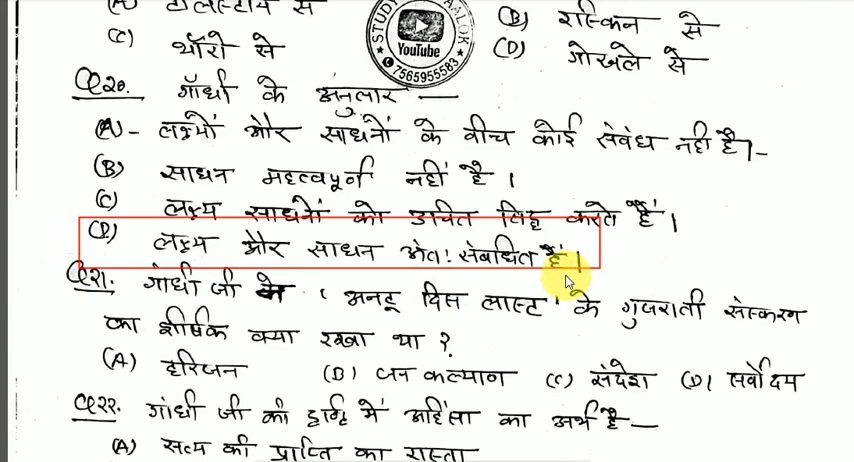 (A) टालस्टाय से
(B) रस्किन से
(C) थॉरो से
(D) गोखले से
STUDY
YouTube
7565955583
Q20. गाँधी के अनुसार —
(A)- लक्ष्यों और साधनों के बीच कोई संबंध नहीं है।-
(B) साधन महत्वपूर्ण नहीं है ।
(C) लक्ष्य साधनों को उचित सिद्ध करते हैं ।
(D) लक्ष्य और साधन अंत: संबंधित हैं ।
Q21. गांधी जी ने 'अनटू दिस लास्ट' के गुजराती संस्करण
का शीर्षक क्या रखा था ?
(A) हरिजन (B) जन कल्याण (C) संदेश (D) सर्वोदय
Q22. गांधी जी की दृष्टि में अहिंसा का अर्थ है —
(A) सत्य की प्राप्ति का रास्ता